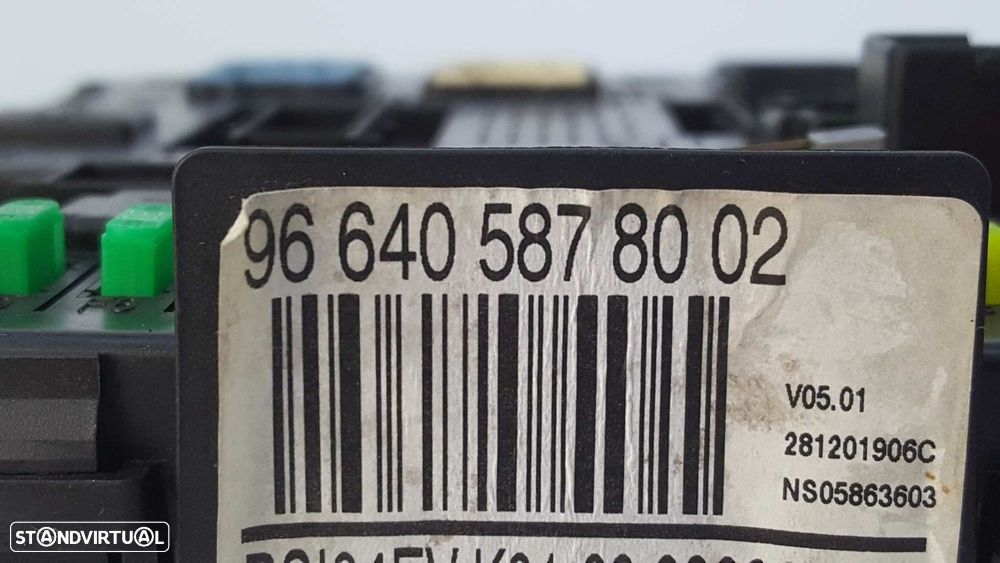 96 640 587 80 02
V05.01
281201906C
NS05863603
STANDVIRTUAL